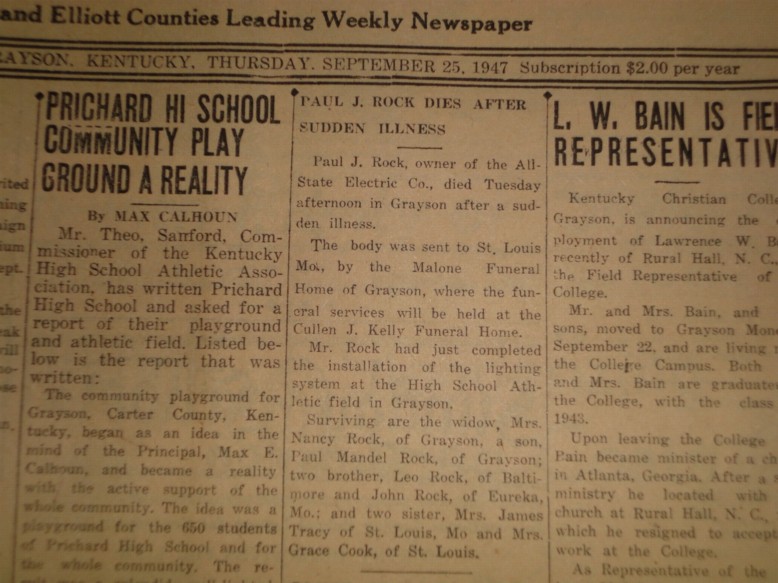 and Elliott Counties Leading Weekly Newspaper
GRAYSON, KENTUCKY, THURSDAY, SEPTEMBER 25, 1947 Subscription $2.00 per year
PRICHARD HI SCHOOL
COMMUNITY PLAY
GROUND A REALITY
By MAX CALHOUN
Mr. Theo, Sanford, Com-
missioner of the Kentucky
High School Athletic Asso-
ciation, has written Prichard
High School and asked for a
report of their playground
and athletic field. Listed be-
low is the report that was
written:
The community playground for
Grayson, Carter County, Ken-
tucky, began as an idea in the
mind of the Principal, Max E.
Calhoun, and became a reality
with the active support of the
whole community. The idea was a
playground for the 650 students
of Prichard High School and for
the whole community. The re-
PAUL J. ROCK DIES AFTER
SUDDEN ILLNESS
Paul J. Rock, owner of the All-
State Electric Co., died Tuesday
afternoon in Grayson after a sud-
den illness.
The body was sent to St. Louis
Mo., by the Malone Funeral
Home of Grayson, where the fun-
eral services will be held at the
Cullen J. Kelly Funeral Home.
Mr. Rock had just completed
the installation of the lighting
system at the High School Ath-
letic field in Grayson.
Surviving are the widow, Mrs.
Nancy Rock, of Grayson, a son,
Paul Mandel Rock, of Grayson;
two brother, Leo Rock, of Balti-
more and John Rock, of Eureka,
Mo.; and two sister, Mrs. James
Tracy of St. Louis, Mo and Mrs.
Grace Cook, of St. Louis.
L. W. BAIN IS FIE
REPRESENTATIV
Kentucky Christian Coll
Grayson, is announcing the
ployment of Lawrence W. B
recently of Rural Hall, N. C.,
the Field Representative of
College.
Mr. and Mrs. Bain, and
sons, moved to Grayson Mon
September 22, and are living
the College Campus. Both
and Mrs. Bain are graduate
the College, with the class
1943.
Upon leaving the College
Bain became minister of a ch
in Atlanta, Georgia. After a s
ministry he located with
church at Rural Hall, N. C.,
which he resigned to accept
work at the College.
As Representative of the